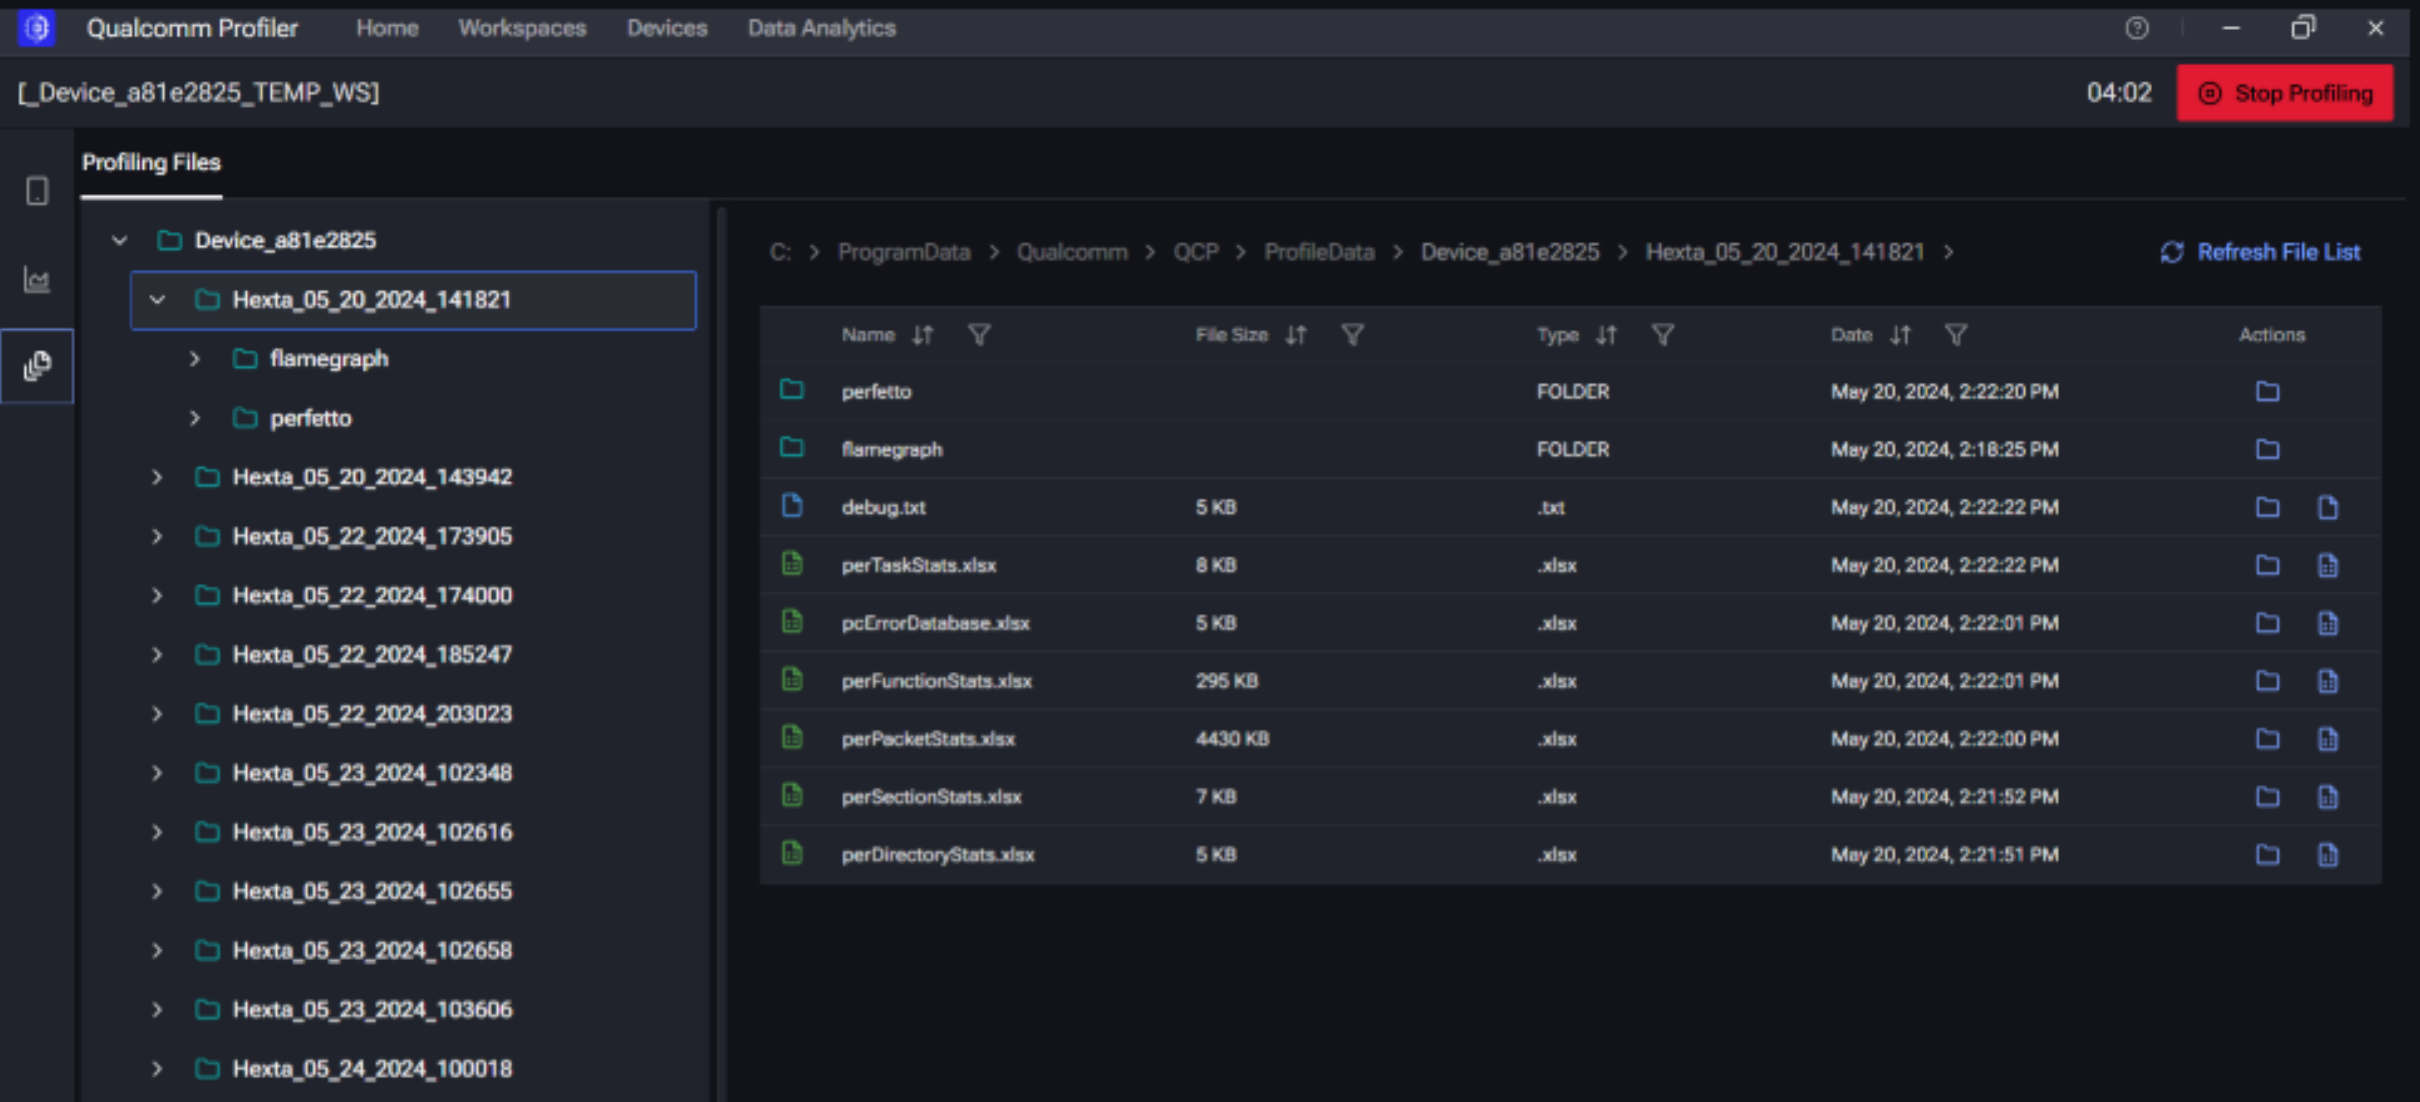 Qualcomm Profiler Home Workspaces Devices Data Analytics
[_Device_a81e2825_TEMP_WS] 04:02 Stop Profiling
Profiling Files
Device_a81e2825
Hexta_05_20_2024_141821
flamegraph
perfetto
Hexta_05_20_2024_143942
Hexta_05_22_2024_173905
Hexta_05_22_2024_174000
Hexta_05_22_2024_185247
Hexta_05_22_2024_203023
Hexta_05_23_2024_102348
Hexta_05_23_2024_102616
Hexta_05_23_2024_102655
Hexta_05_23_2024_102658
Hexta_05_23_2024_103606
Hexta_05_24_2024_100018
C: > ProgramData > Qualcomm > QCP > ProfileData > Device_a81e2825 > Hexta_05_20_2024_141821 > Refresh File List
Name File Size Type Date Actions
perfetto FOLDER May 20, 2024, 2:22:20 PM
flamegraph FOLDER May 20, 2024, 2:18:25 PM
debug.txt 5 KB .txt May 20, 2024, 2:22:22 PM
perTaskStats.xlsx 8 KB .xlsx May 20, 2024, 2:22:22 PM
pcErrorDatabase.xlsx 5 KB .xlsx May 20, 2024, 2:22:01 PM
perFunctionStats.xlsx 295 KB .xlsx May 20, 2024, 2:22:01 PM
perPacketStats.xlsx 4430 KB .xlsx May 20, 2024, 2:22:00 PM
perSectionStats.xlsx 7 KB .xlsx May 20, 2024, 2:21:52 PM
perDirectoryStats.xlsx 5 KB .xlsx May 20, 2024, 2:21:51 PM